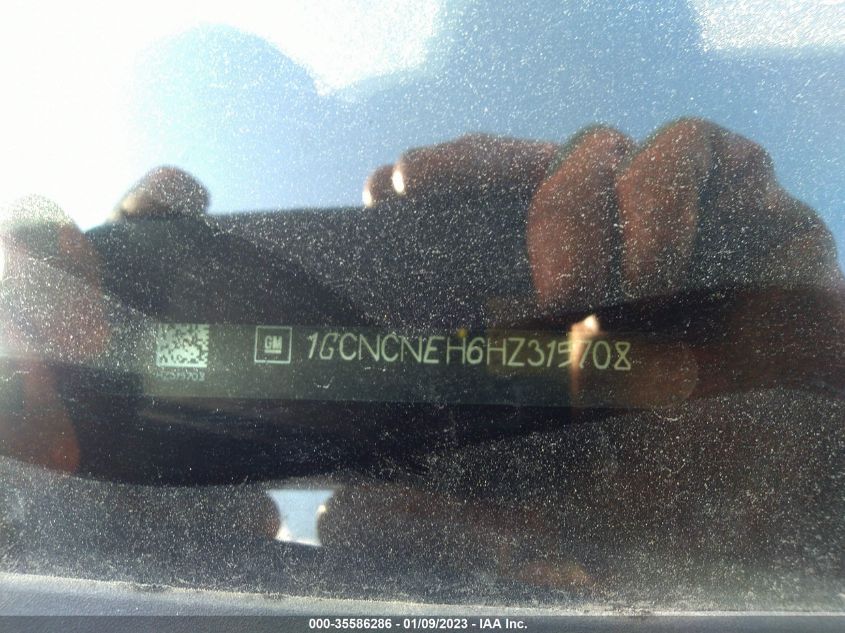 GM 1GCNCNEH6HZ315708
000-35586286 - 01/09/2023 - IAA Inc.